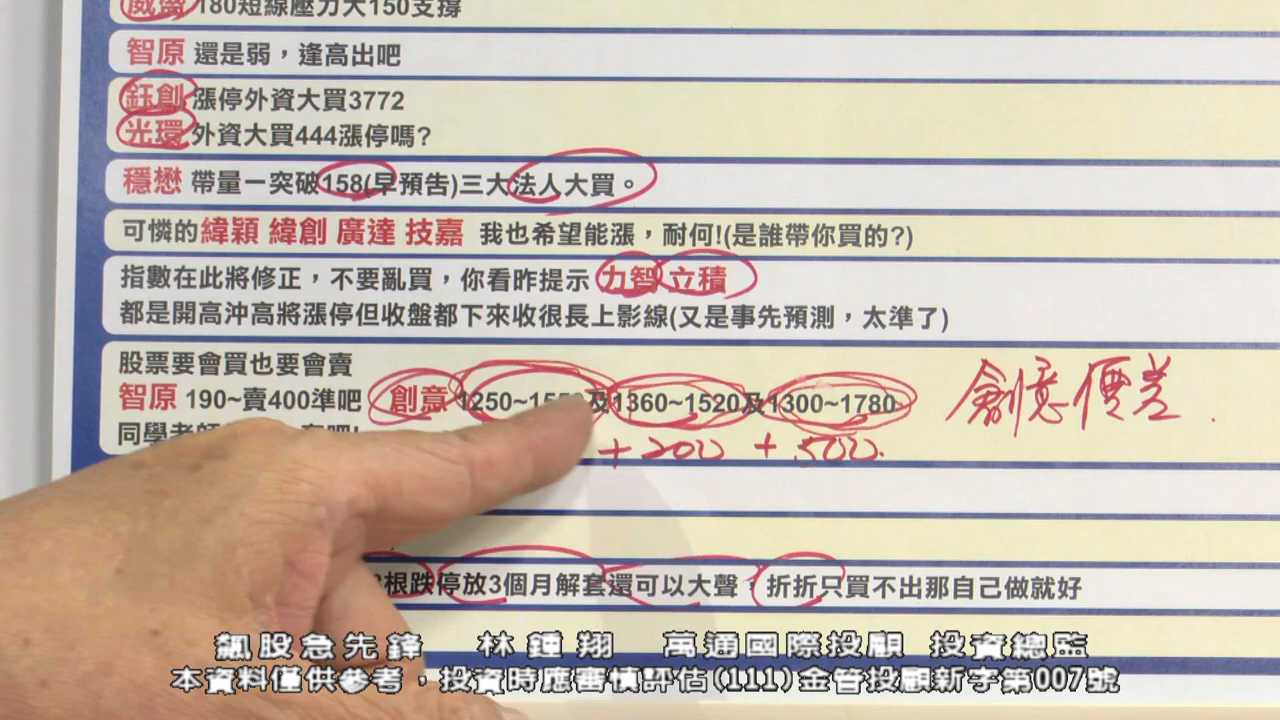 威盛 180短線壓力大150支撐
智原 還是弱，逢高出吧
鈺創 漲停外資大買3772
光環 外資大買444漲停嗎?
穩懋 帶量一突破158(早預告)三大法人大買。
可憐的緯穎 緯創 廣達 技嘉 我也希望能漲，耐何!(是誰帶你買的?)
指數在此將修正，不要亂買，你看昨提示 力智 立積
都是開高沖高將漲停但收盤都下來收很長上影線(又是事先預測，太準了)
股票要會買也要會賣
智原 190~賣400準吧 創意 1250~15 及1360~1520及1300~1780 創意價差.
同學老師 吧!
+200 +500.
根跌停放3個月解套還可以大聲，折折只買不出那自己做就好
飆股急先鋒 林鍾翔 萬通國際投顧 投資總監
本資料僅供參考，投資時應審慎評估(111)金管投顧新字第007號